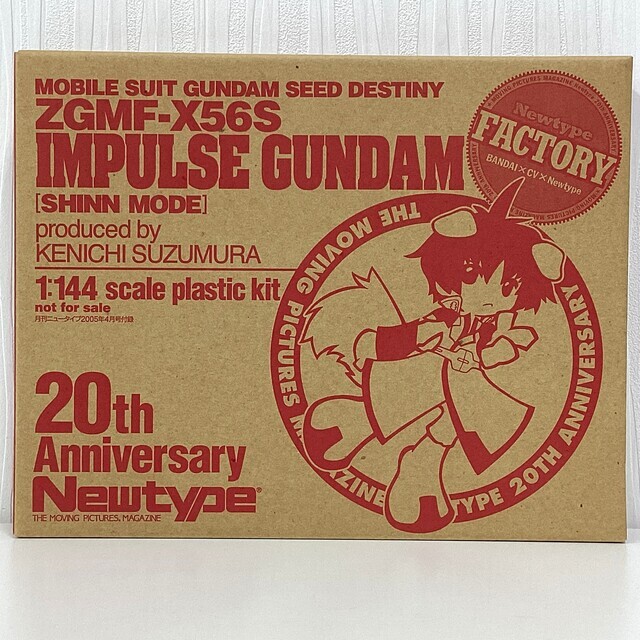 MOBILE SUIT GUNDAM SEED DESTINY
ZGMF-X56S
IMPULSE GUNDAM
[SHINN MODE]
produced by
KENICHI SUZUMURA
1:144 scale plastic kit
not for sale
月刊ニュータイプ2005年4月号付録
Newtype
FACTORY
BANDAI×CV×Newtype
THE MOVING PICTURES
20TH ANNIVERSARY
20th
Anniversary
Newtype
THE MOVING PICTURES, MAGAZINE